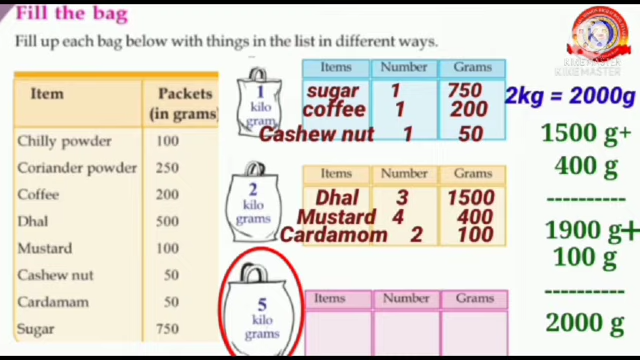 Fill the bag
Fill up each bag below with things in the list in different ways.
Item Packets (in grams)
Chilly powder 100
Coriander powder 250
Coffee 200
Dhal 500
Mustard 100
Cashew nut 50
Cardamam 50
Sugar 750
1
kilo
gram
Items Number Grams
sugar 1 750
coffee 1 200
Cashew nut 1 50
2
kilo
grams
Items Number Grams
Dhal 3 1500
Mustard 4 400
Cardamom 2 100
5
kilo
grams
Items Number Grams
KINEMASTER
KINEMASTER
2kg = 2000g
1500 g+
400 g
----------
1900 g+
100 g
----------
2000 g